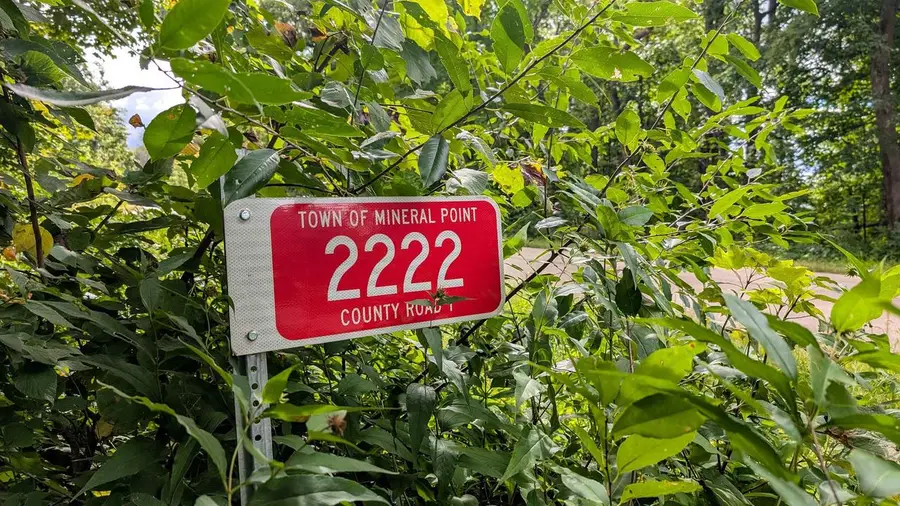 TOWN OF MINERAL POINT
2222
COUNTY ROAD